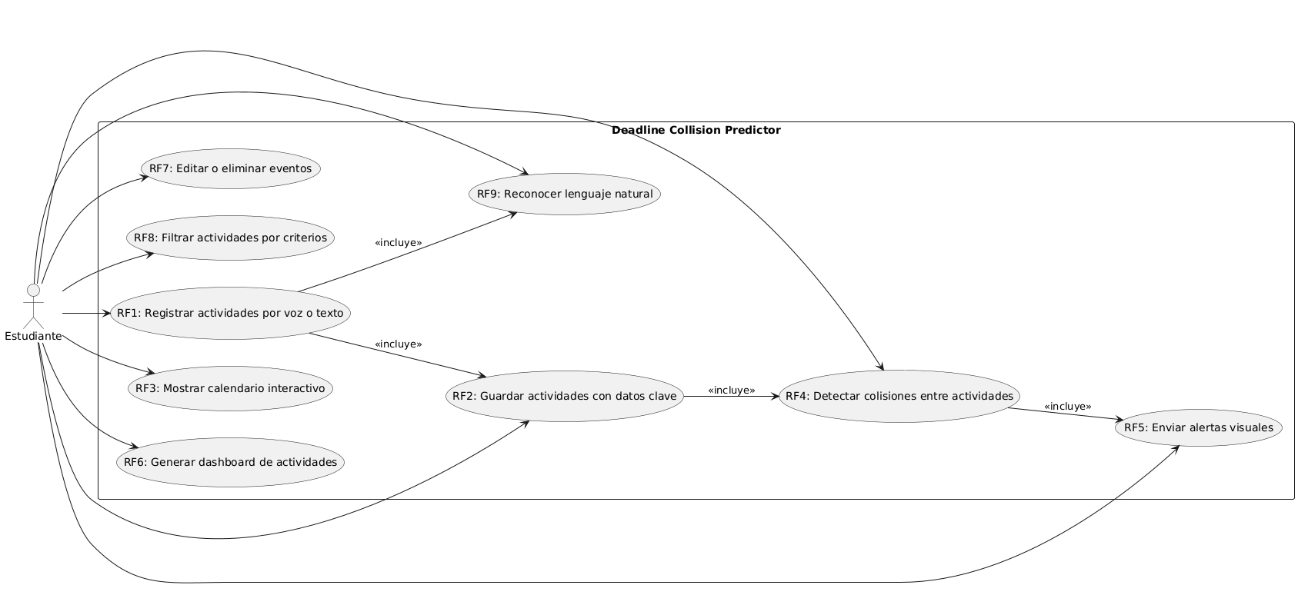 Deadline Collision Predictor
RF7: Editar o eliminar eventos
RF9: Reconocer lenguaje natural
RF8: Filtrar actividades por criterios
«incluye»
RF1: Registrar actividades por voz o texto
Estudiante
«incluye»
RF3: Mostrar calendario interactivo
RF2: Guardar actividades con datos clave
«incluye»
RF4: Detectar colisiones entre actividades
«incluye»
RF5: Enviar alertas visuales
RF6: Generar dashboard de actividades